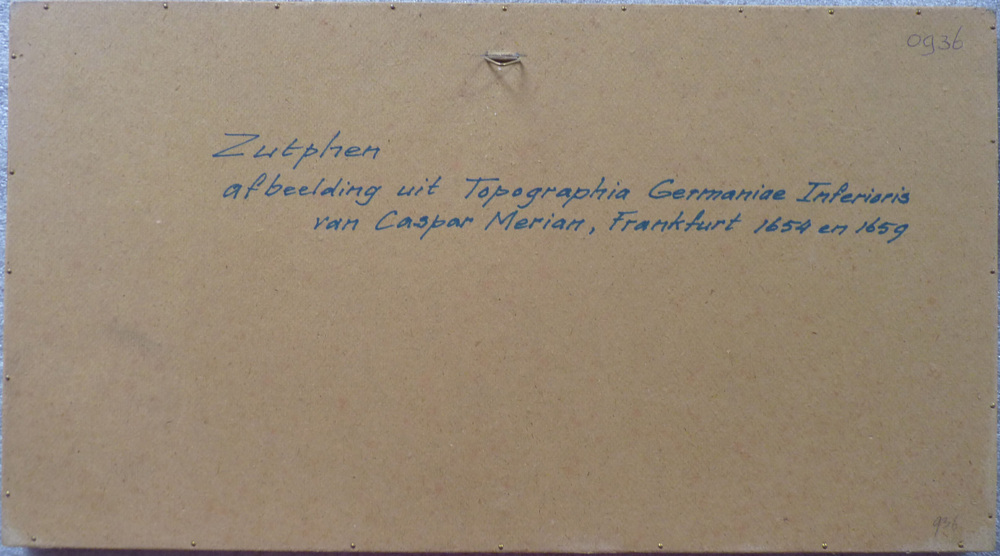 0936
Zutphen
afbeelding uit Topographia Germaniae Inferioris
van Caspar Merian, Frankfurt 1654 en 1659
936